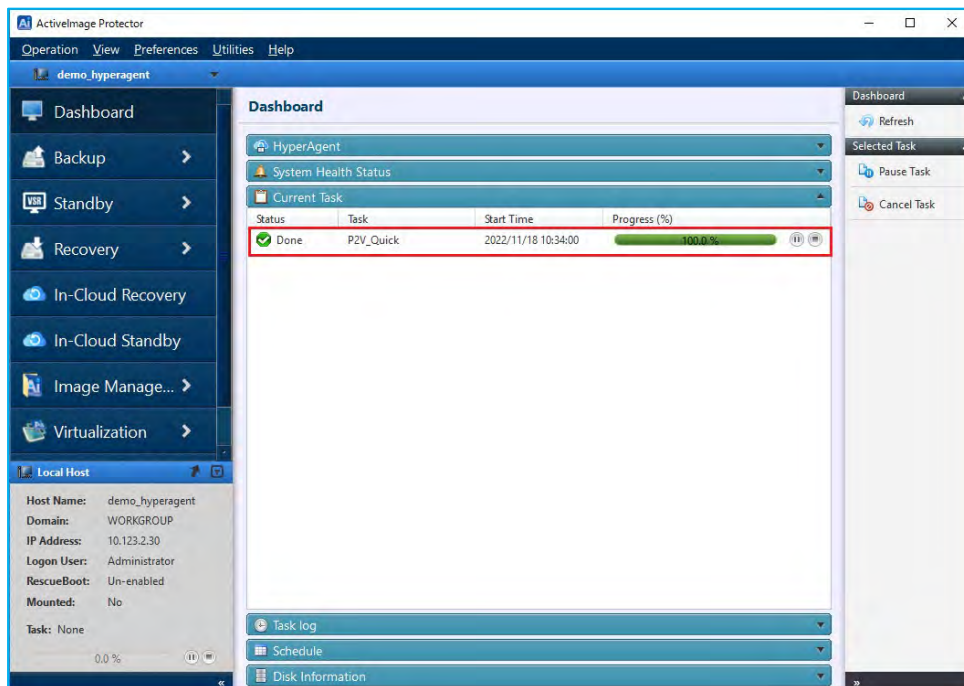 ActiveImage Protector
Operation View Preferences Utilities Help
demo_hyperagent
Dashboard
Backup
Standby
Recovery
In-Cloud Recovery
In-Cloud Standby
Image Manage...
Virtualization
Local Host
Host Name: demo_hyperagent
Domain: WORKGROUP
IP Address: 10.123.2.30
Logon User: Administrator
RescueBoot: Un-enabled
Mounted: No
Task: None
0.0 %
Dashboard
HyperAgent
System Health Status
Current Task
Status Task Start Time Progress (%)
Done P2V_Quick 2022/11/18 10:34:00 100.0 %
Task log
Schedule
Disk Information
Dashboard
Refresh
Selected Task
Pause Task
Cancel Task